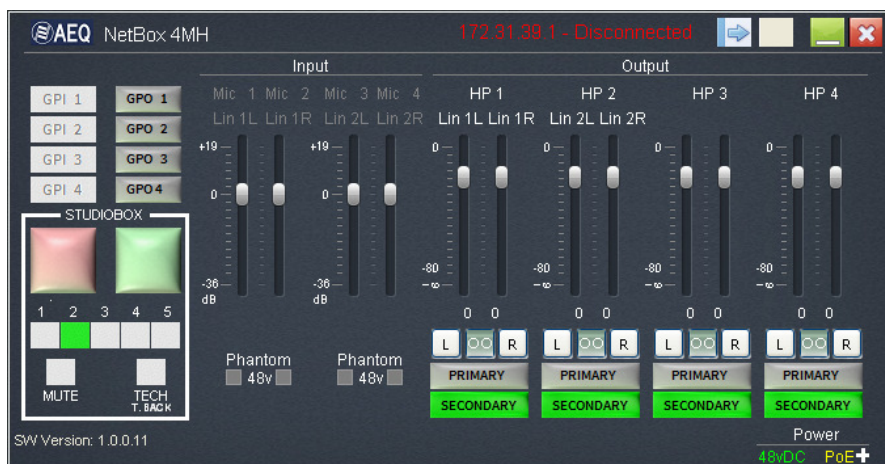 AEQ NetBox 4MH 172.31.39.1 - Disconnected
Input Output
GPI 1 GPO 1
GPI 2 GPO 2
GPI 3 GPO 3
GPI 4 GPO 4
Mic 1 Mic 2 Mic 3 Mic 4 HP 1 HP 2 HP 3 HP 4
Lin 1L Lin 1R Lin 2L Lin 2R Lin 1L Lin 1R Lin 2L Lin 2R
+19 +19 0 0 0 0
0 0
-80 -80 -80 -80
-36 -36 -∞ -∞ -∞ -∞
dB dB
0 0 0 0 0 0 0 0
STUDIOBOX
1 2 3 4 5
MUTE TECH
T. BACK
Phantom Phantom
48v 48v
L R L R L R L R
PRIMARY PRIMARY PRIMARY PRIMARY
SECONDARY SECONDARY SECONDARY SECONDARY
SW Version: 1.0.0.11
Power
48vDC PoE+